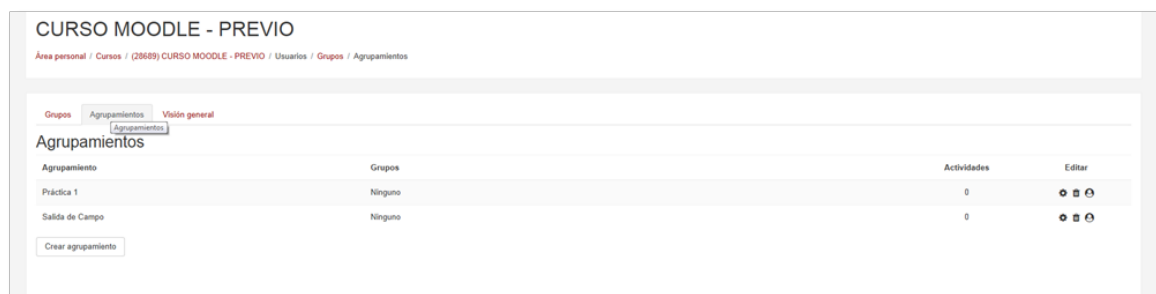 CURSO MOODLE - PREVIO
Área personal / Cursos / (28689) CURSO MOODLE - PREVIO / Usuarios / Grupos / Agrupamientos
Grupos Agrupamientos Visión general
Agrupamientos
Agrupamientos
Agrupamiento Grupos Actividades Editar
Práctica 1 Ninguno 0
Salida de Campo Ninguno 0
Crear agrupamiento